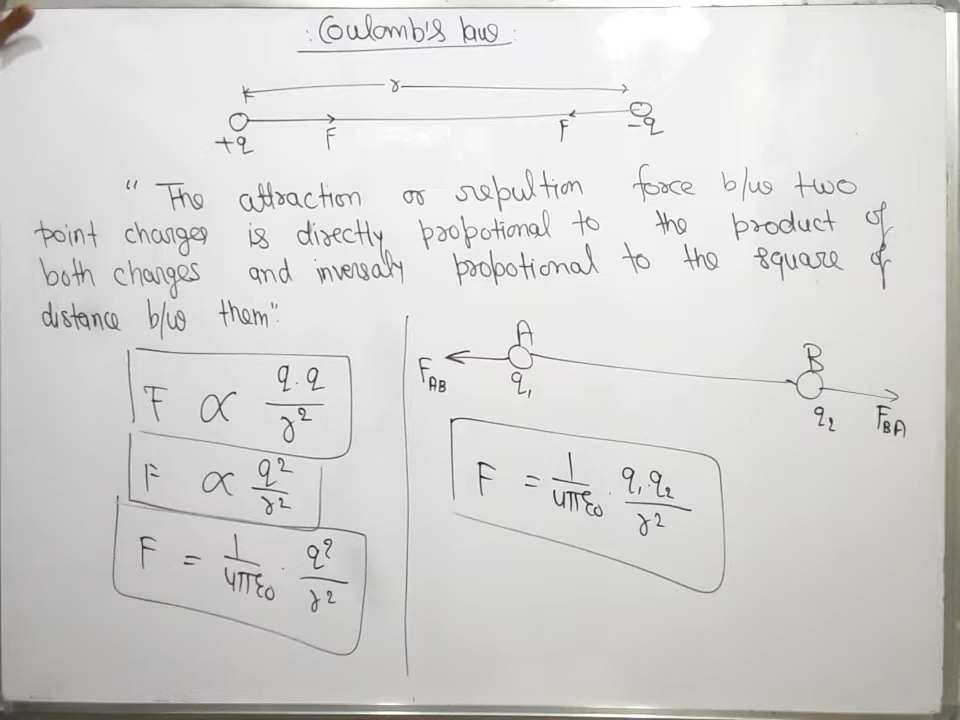 : Coulomb's law :
r
+q F F -q
" The attraction or repultion force b/w two
point charges is directly propotional to the product of
both charges and inversaly propotional to the square of
distance b/w them"
A B
F_AB q₁ q₂ F_BA
F ∝ q.q / r²
F ∝ q² / r²
F = 1/4πε₀ . q² / r²
F = 1/4πε₀ . q₁.q₂ / r²